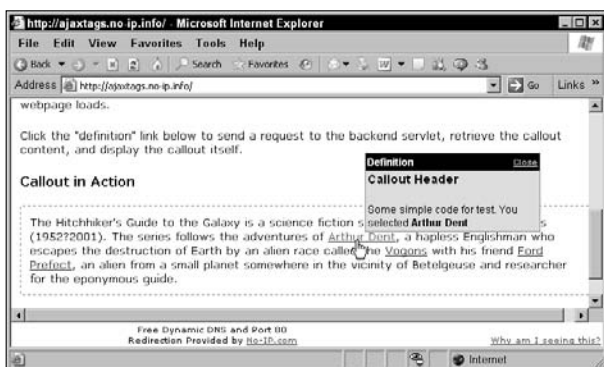 http://ajaxtags.no-ip.info/ - Microsoft Internet Explorer
File Edit View Favorites Tools Help
Back Search Favorites
Address http://ajaxtags.no-ip.info/ Go Links »
webpage loads.
Click the "definition" link below to send a request to the backend servlet, retrieve the callout
content, and display the callout itself.
Definition Close
Callout Header
Some simple code for test. You
selected Arthur Dent
Callout in Action
The Hitchhiker's Guide to the Galaxy is a science fiction s
(1952?2001). The series follows the adventures of Arthur Dent, a hapless Englishman who
escapes the destruction of Earth by an alien race called the Vogons with his friend Ford
Prefect, an alien from a small planet somewhere in the vicinity of Betelgeuse and researcher
for the eponymous guide.
Free Dynamic DNS and Port 80
Redirection Provided by No-IP.com
Why am I seeing this?
Internet